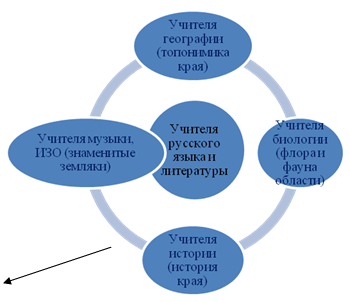 Учителя
географии
(топонимика
края)
Учителя музыки,
ИЗО (знаменитые
земляки)
Учителя
русского
языка и
литературы
Учителя
биологии
(флора и
фауна
области)
Учителя
истории
(история
края)